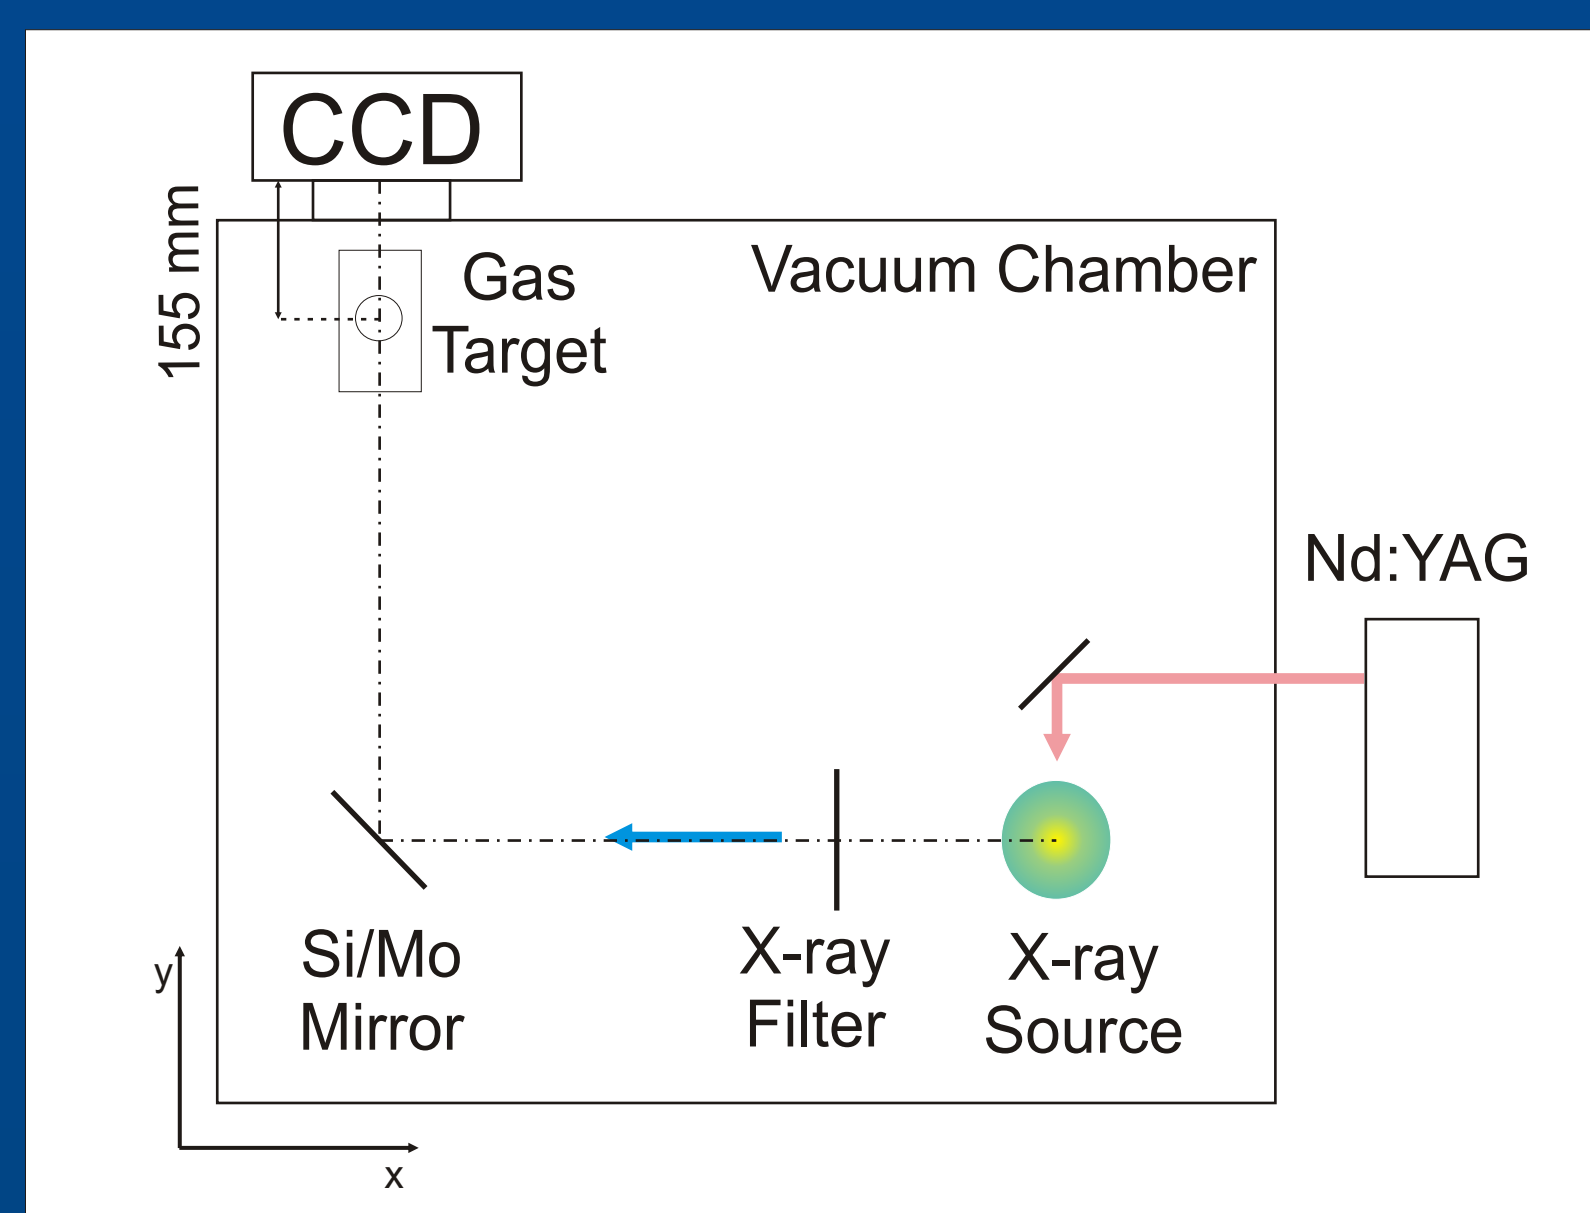 CCD
155 mm
Gas
Target
Vacuum Chamber
Nd:YAG
Si/Mo
Mirror
X-ray
Filter
X-ray
Source
y
x